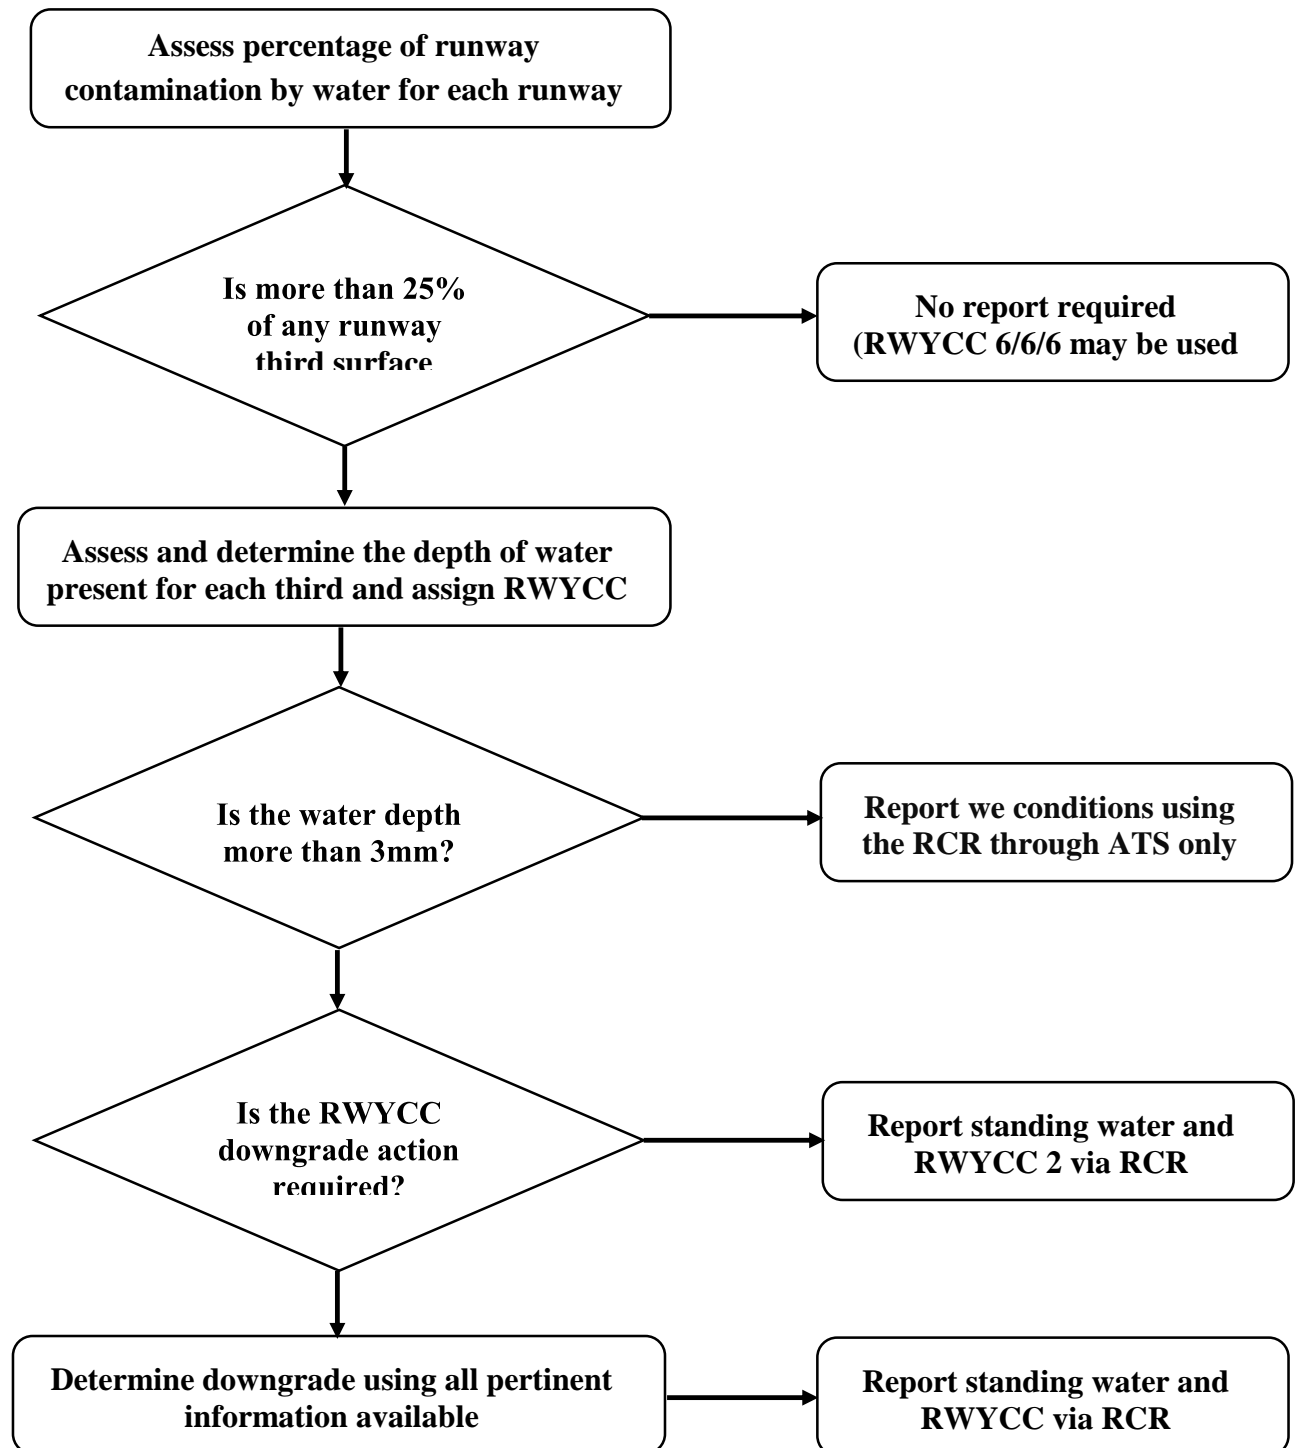 Assess percentage of runway
contamination by water for each runway
Is more than 25%
of any runway
third surface
No report required
(RWYCC 6/6/6 may be used
Assess and determine the depth of water
present for each third and assign RWYCC
Is the water depth
more than 3mm?
Report we conditions using
the RCR through ATS only
Is the RWYCC
downgrade action
required?
Report standing water and
RWYCC 2 via RCR
Determine downgrade using all pertinent
information available
Report standing water and
RWYCC via RCR